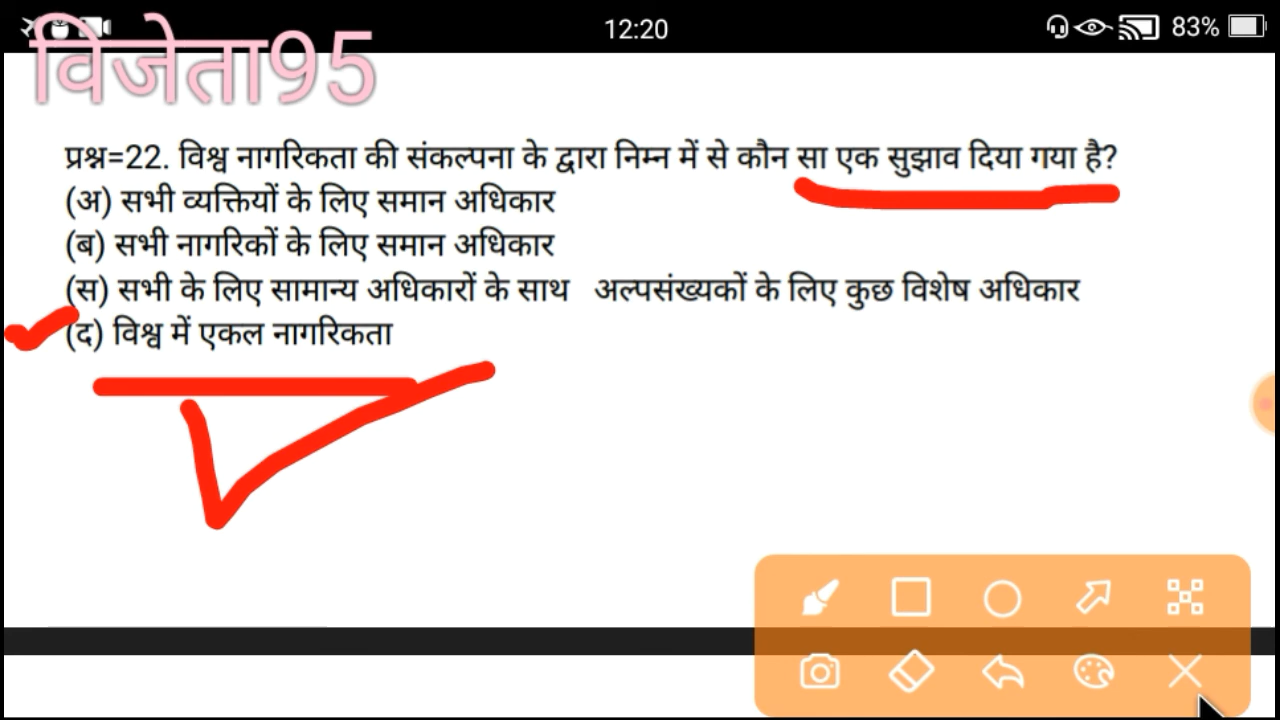 12:20
83%
विजेता95
प्रश्न=22. विश्व नागरिकता की संकल्पना के द्वारा निम्न में से कौन सा एक सुझाव दिया गया है?
(अ) सभी व्यक्तियों के लिए समान अधिकार
(ब) सभी नागरिकों के लिए समान अधिकार
(स) सभी के लिए सामान्य अधिकारों के साथ अल्पसंख्यकों के लिए कुछ विशेष अधिकार
(द) विश्व में एकल नागरिकता